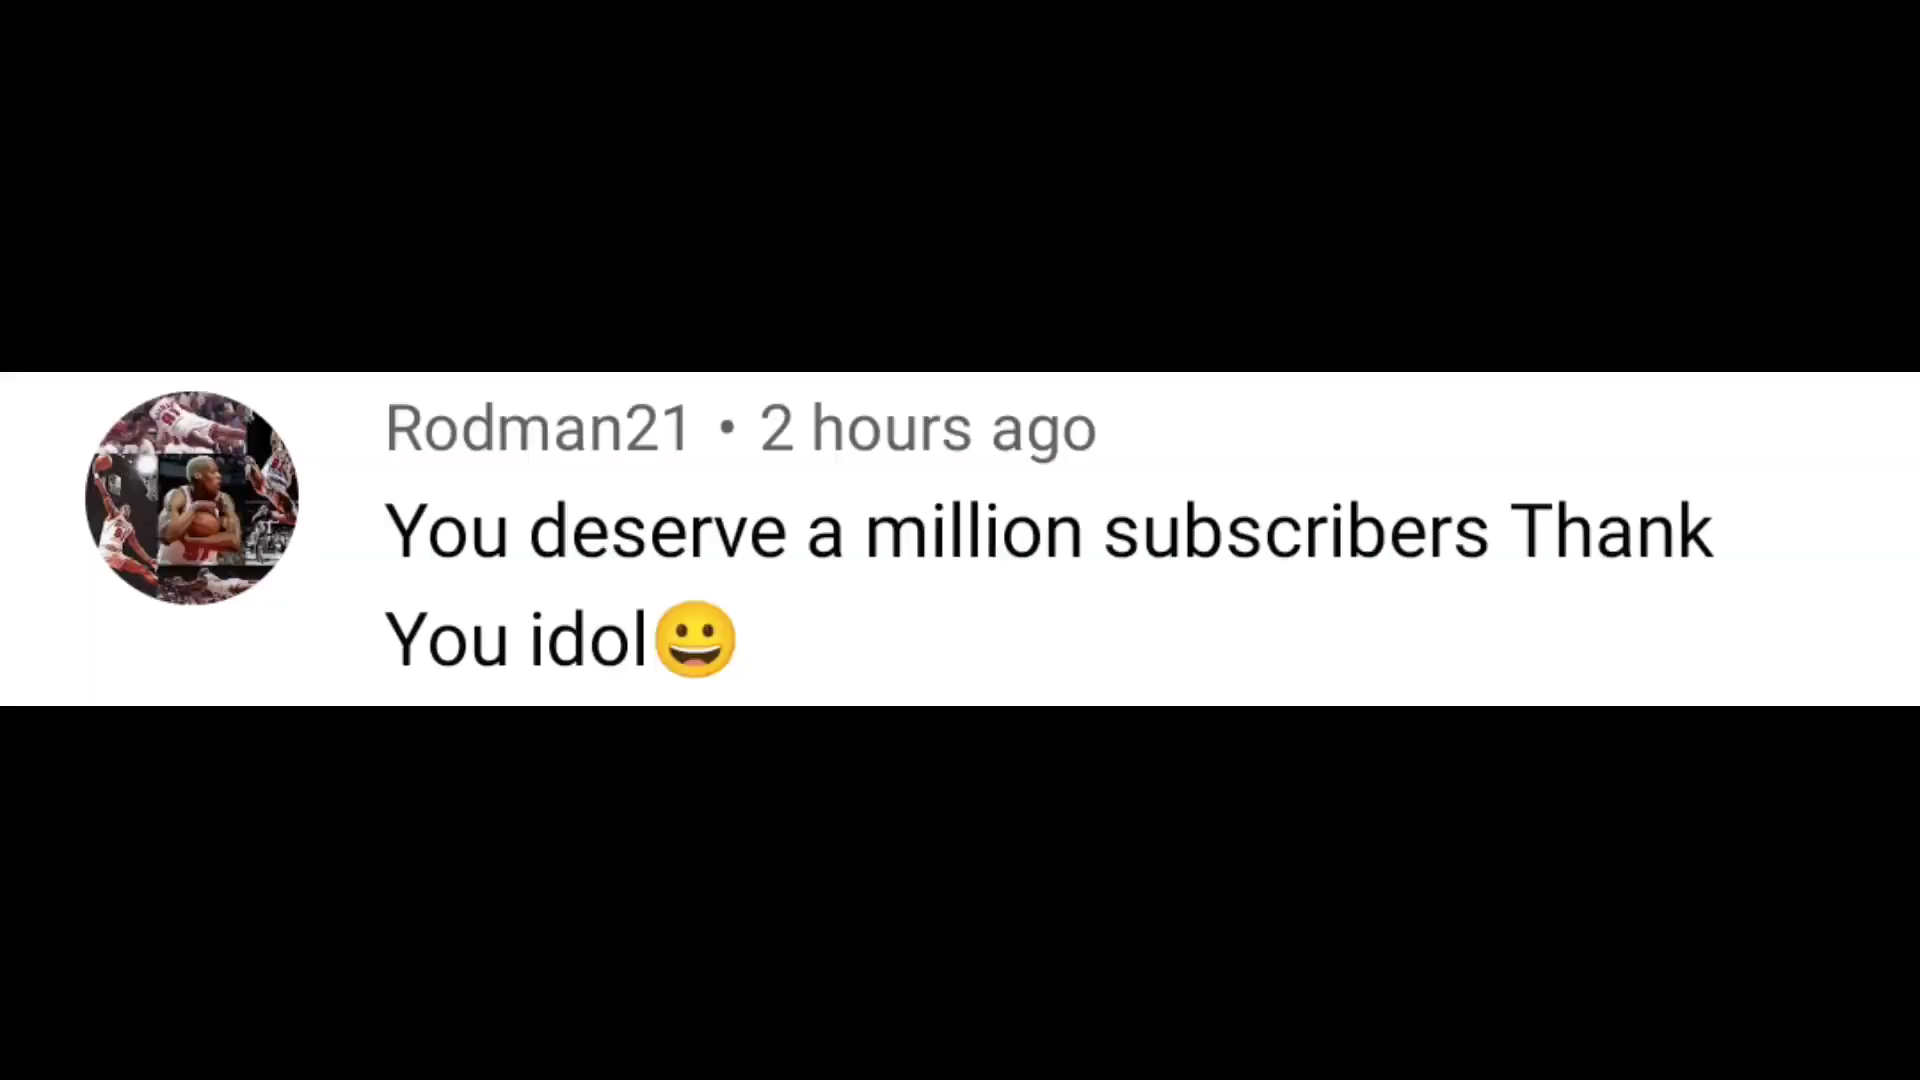 Rodman21 • 2 hours ago
You deserve a million subscribers Thank
You idol😀